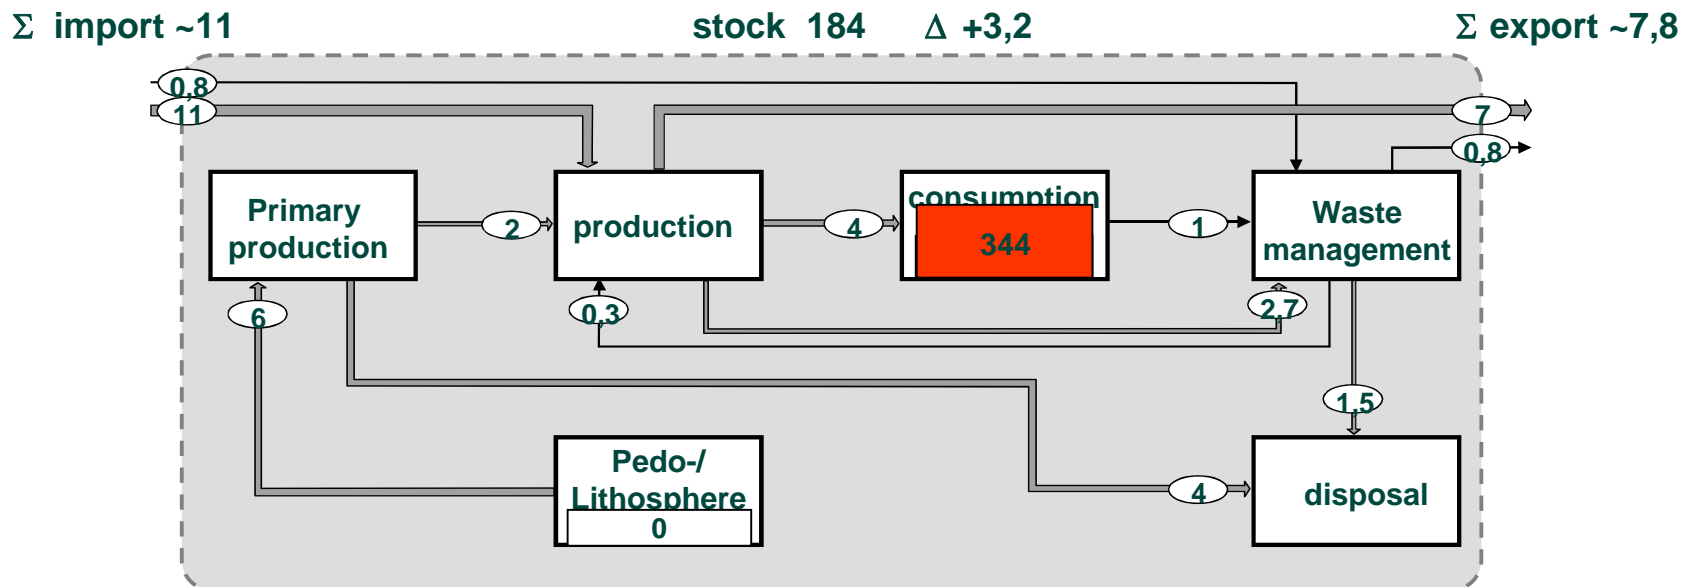 Σ import ~11
stock 184 Δ +3,2
Σ export ~7,8
0,8
11
7
0,8
Primary
production
2
production
4
consumption
344
1
Waste
management
6
0,3
2,7
1,5
Pedo-/
Lithosphere
0
4
disposal